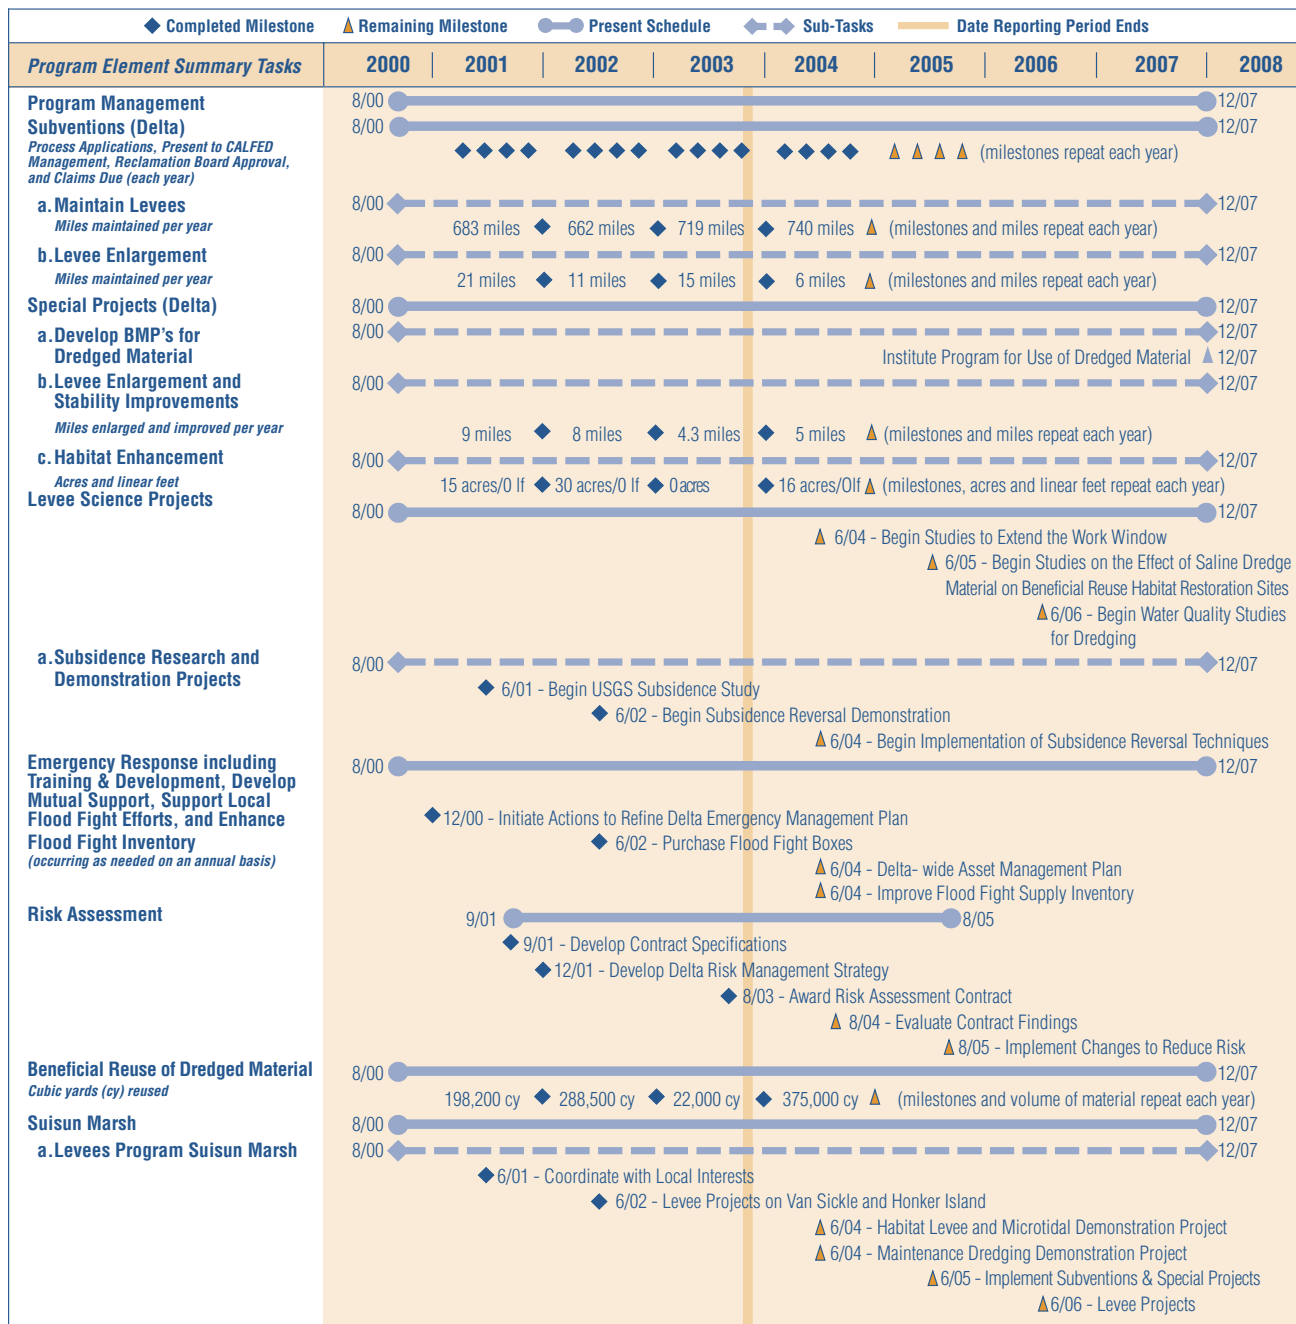 Completed Milestone Remaining Milestone Present Schedule Sub-Tasks Date Reporting Period Ends
Program Element Summary Tasks 2000 2001 2002 2003 2004 2005 2006 2007 2008
Program Management 8/00 12/07
Subventions (Delta) 8/00 12/07
Process Applications, Present to CALFED
Management, Reclamation Board Approval,
and Claims Due (each year)
(milestones repeat each year)
a. Maintain Levees 8/00 12/07
Miles maintained per year 683 miles 662 miles 719 miles 740 miles (milestones and miles repeat each year)
b. Levee Enlargement 8/00 12/07
Miles maintained per year 21 miles 11 miles 15 miles 6 miles (milestones and miles repeat each year)
Special Projects (Delta) 8/00 12/07
a. Develop BMP's for
Dredged Material
8/00 12/07
Institute Program for Use of Dredged Material 12/07
b. Levee Enlargement and
Stability Improvements
8/00 12/07
Miles enlarged and improved per year 9 miles 8 miles 4.3 miles 5 miles (milestones and miles repeat each year)
c. Habitat Enhancement 8/00 12/07
Acres and linear feet 15 acres/0 lf 30 acres/0 lf 0 acres 16 acres/0lf (milestones, acres and linear feet repeat each year)
Levee Science Projects 8/00 12/07
6/04 - Begin Studies to Extend the Work Window
6/05 - Begin Studies on the Effect of Saline Dredge
Material on Beneficial Reuse Habitat Restoration Sites
6/06 - Begin Water Quality Studies
for Dredging
a. Subsidence Research and
Demonstration Projects
8/00 12/07
6/01 - Begin USGS Subsidence Study
6/02 - Begin Subsidence Reversal Demonstration
6/04 - Begin Implementation of Subsidence Reversal Techniques
Emergency Response including
Training & Development, Develop
Mutual Support, Support Local
Flood Fight Efforts, and Enhance
Flood Fight Inventory
(occurring as needed on an annual basis)
8/00 12/07
12/00 - Initiate Actions to Refine Delta Emergency Management Plan
6/02 - Purchase Flood Fight Boxes
6/04 - Delta- wide Asset Management Plan
6/04 - Improve Flood Fight Supply Inventory
Risk Assessment 9/01 8/05
9/01 - Develop Contract Specifications
12/01 - Develop Delta Risk Management Strategy
8/03 - Award Risk Assessment Contract
8/04 - Evaluate Contract Findings
8/05 - Implement Changes to Reduce Risk
Beneficial Reuse of Dredged Material 8/00 12/07
Cubic yards (cy) reused 198,200 cy 288,500 cy 22,000 cy 375,000 cy (milestones and volume of material repeat each year)
Suisun Marsh 8/00 12/07
a. Levees Program Suisun Marsh 8/00 12/07
6/01 - Coordinate with Local Interests
6/02 - Levee Projects on Van Sickle and Honker Island
6/04 - Habitat Levee and Microtidal Demonstration Project
6/04 - Maintenance Dredging Demonstration Project
6/05 - Implement Subventions & Special Projects
6/06 - Levee Projects